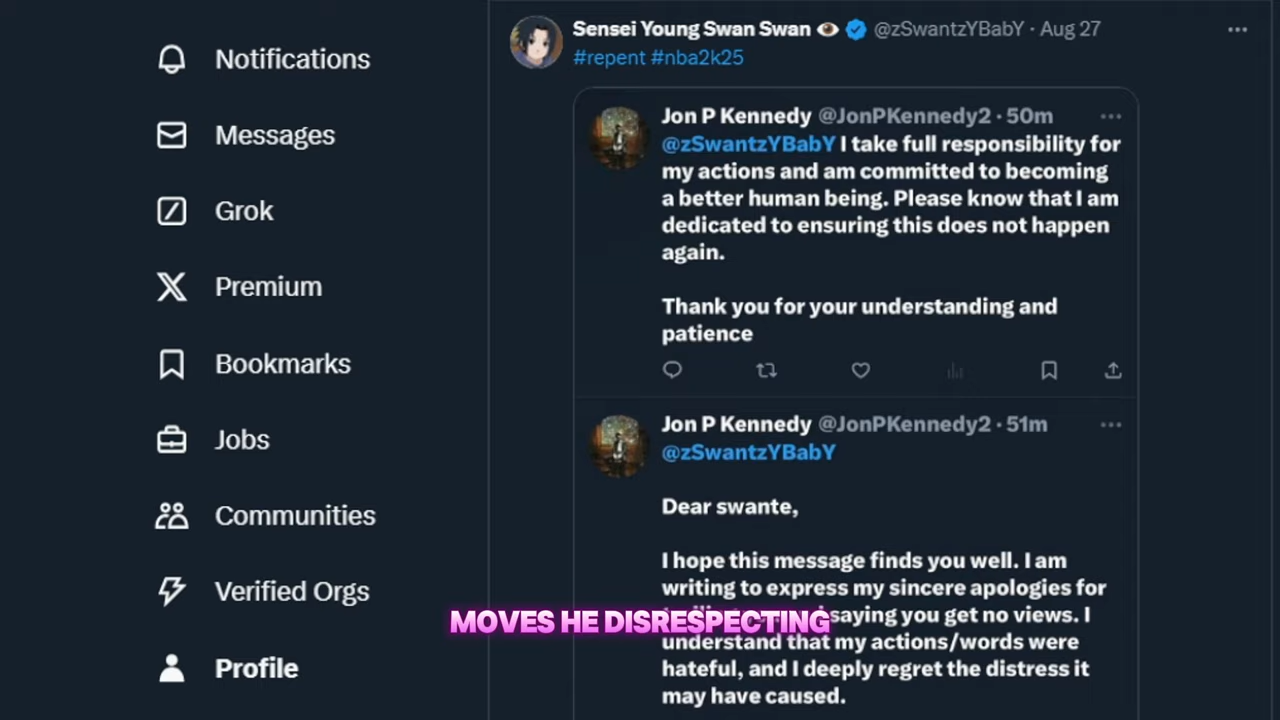 Notifications
Messages
Grok
Premium
Bookmarks
Jobs
Communities
Verified Orgs
Profile
Sensei Young Swan Swan 👁 @zSwantzYBabY · Aug 27
#repent #nba2k25
Jon P Kennedy @JonPKennedy2 · 50m
@zSwantzYBabY I take full responsibility for
my actions and am committed to becoming
a better human being. Please know that I am
dedicated to ensuring this does not happen
again.
Thank you for your understanding and
patience
Jon P Kennedy @JonPKennedy2 · 51m
@zSwantzYBabY
Dear swante,
I hope this message finds you well. I am
writing to express my sincere apologies for
saying you get no views. I
MOVES HE DISRESPECTING
understand that my actions/words were
hateful, and I deeply regret the distress it
may have caused.